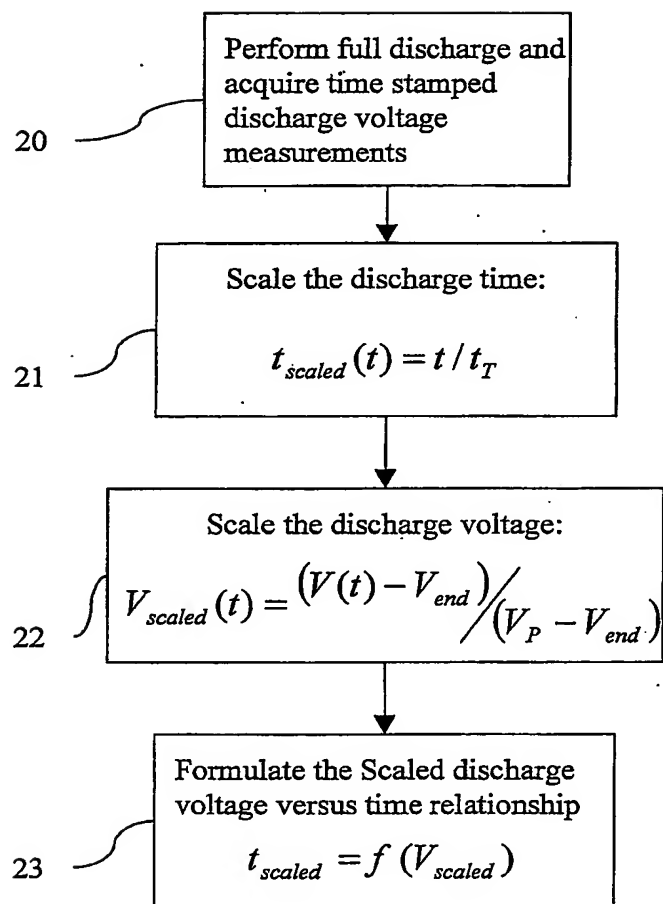 Perform full discharge and
acquire time stamped
discharge voltage
measurements
20
Scale the discharge time:
t_scaled (t) = t / t_T
21
Scale the discharge voltage:
V_scaled (t) = (V(t) − V_end) / (V_P − V_end)
22
Formulate the Scaled discharge
voltage versus time relationship
t_scaled = f (V_scaled)
23